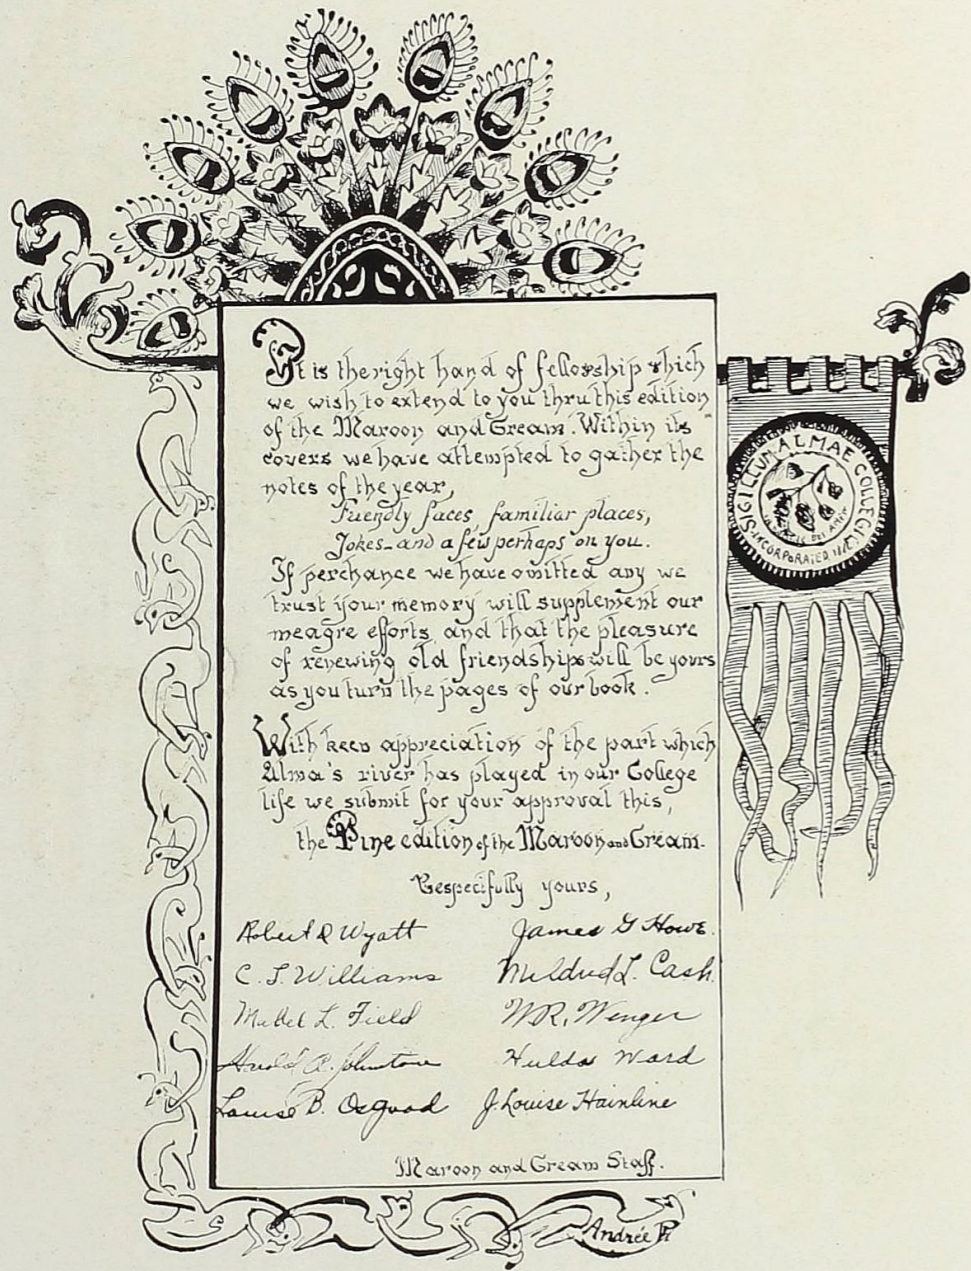 It is the right hand of fellowship which
we wish to extend to you thru this edition
of the Maroon and Cream. Within its
covers we have attempted to gather the
notes of the year,
Friendly faces, familiar places,
Jokes-and a few perhaps on you.
If perchance we have omitted any we
trust your memory will supplement our
meagre efforts and that the pleasure
of renewing old friendships will be yours
as you turn the pages of our book.
With keen appreciation of the part which
Alma's river has played in our College
life we submit for your approval this,
the Pine edition of the Maroon and Cream.
Respectfully yours,
Robert D Wyatt James G Howe.
C. J. Williams Mildred L. Cash.
Mabel L. Field W.R. Wenger
Harold A. Johnstone Hulda Ward
Louise B. Osgood J Louise Hainline
Maroon and Cream Staff.
SIGILLUM ALMAE COLLEGII
INCORPORATED
Andrée